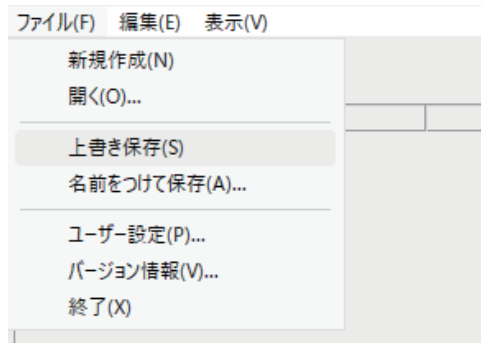 ファイル(F) 編集(E) 表示(V)
新規作成(N)
開く(O)...
上書き保存(S)
名前をつけて保存(A)...
ユーザー設定(P)...
バージョン情報(V)...
終了(X)